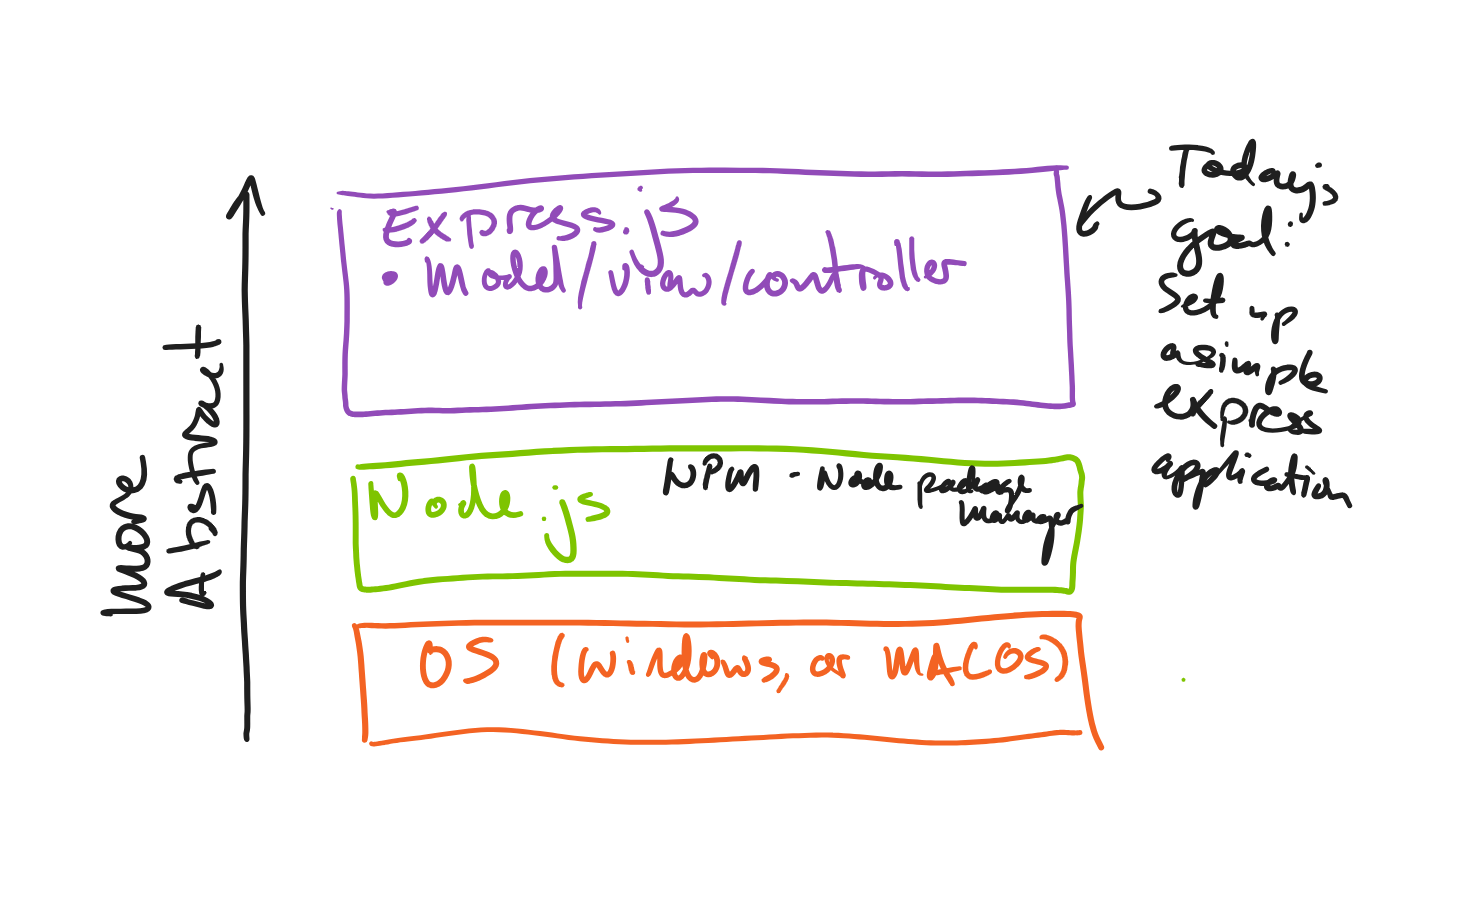 Express.js
• Model/view/controller
Today's
goal:
Set up
a simple
express
application
More
Abstract
Node.js
NPM - Node package
manager
OS (windows, or MACOS)